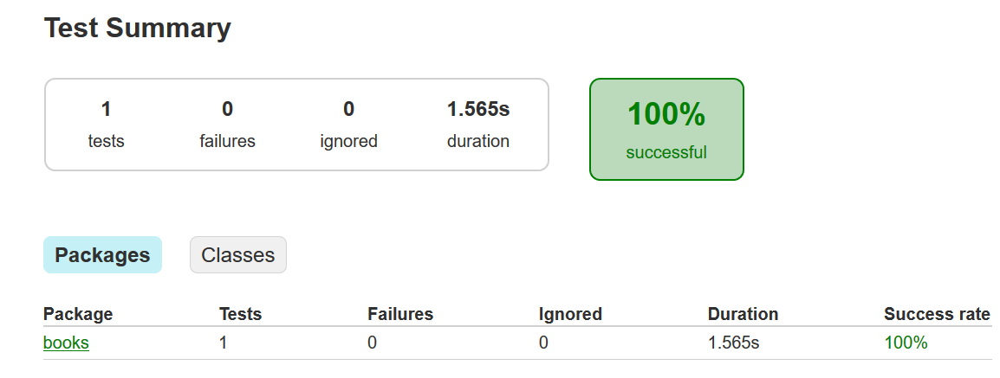 Test Summary
1 0 0 1.565s
tests failures ignored duration
100%
successful
Packages Classes
Package Tests Failures Ignored Duration Success rate
books 1 0 0 1.565s 100%